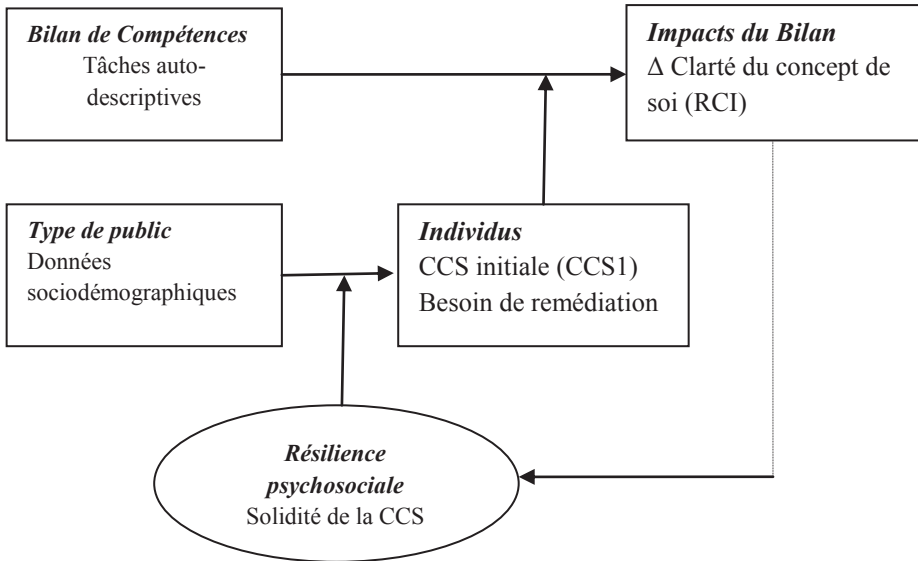 Bilan de Compétences
Tâches auto-
descriptives
Impacts du Bilan
Δ Clarté du concept de
soi (RCI)
Type de public
Données
sociodémographiques
Individus
CCS initiale (CCS1)
Besoin de remédiation
Résilience
psychosociale
Solidité de la CCS